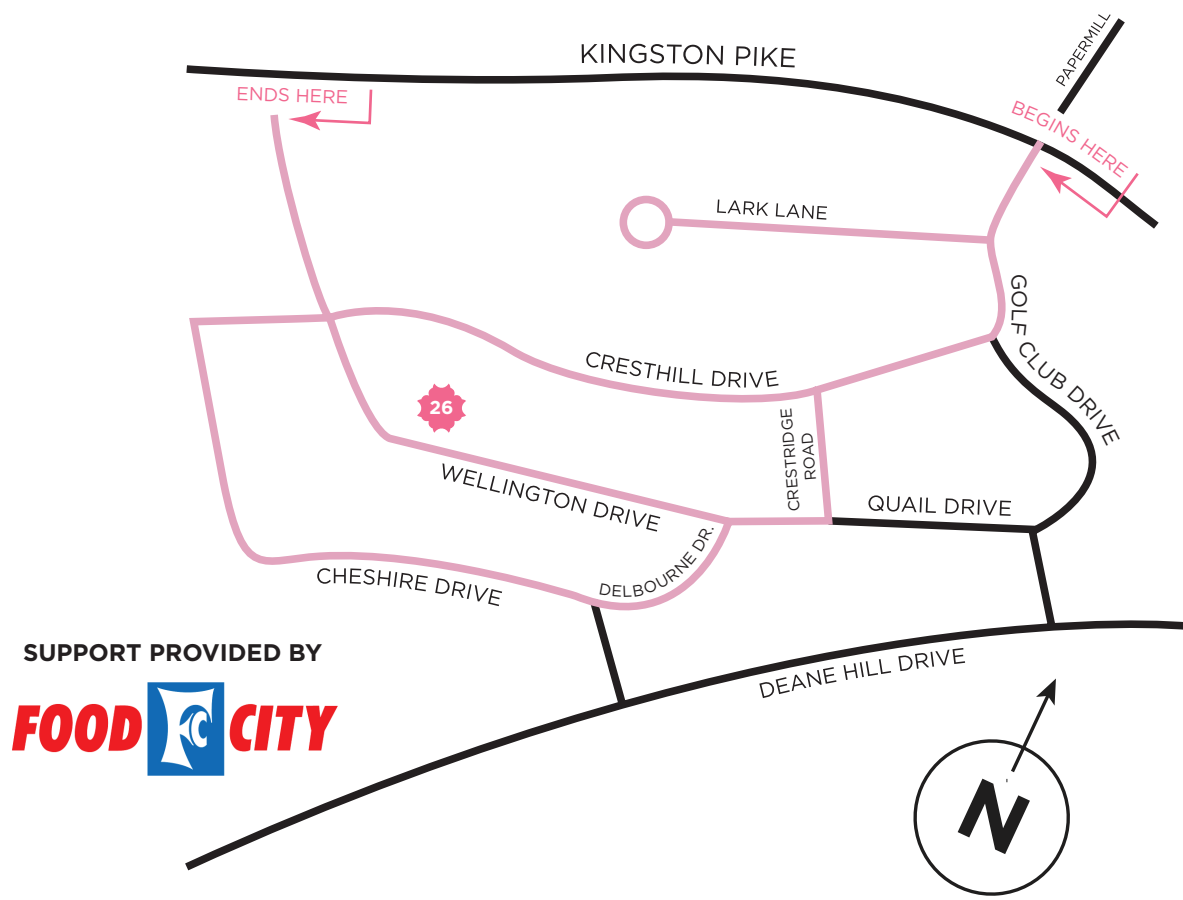 KINGSTON PIKE
PAPERMILL
ENDS HERE
BEGINS HERE
LARK LANE
GOLF CLUB DRIVE
CRESTHILL DRIVE
26
CRESTRIDGE
ROAD
WELLINGTON DRIVE
QUAIL DRIVE
DELBOURNE DR.
CHESHIRE DRIVE
SUPPORT PROVIDED BY
FOOD FC CITY
DEANE HILL DRIVE
N